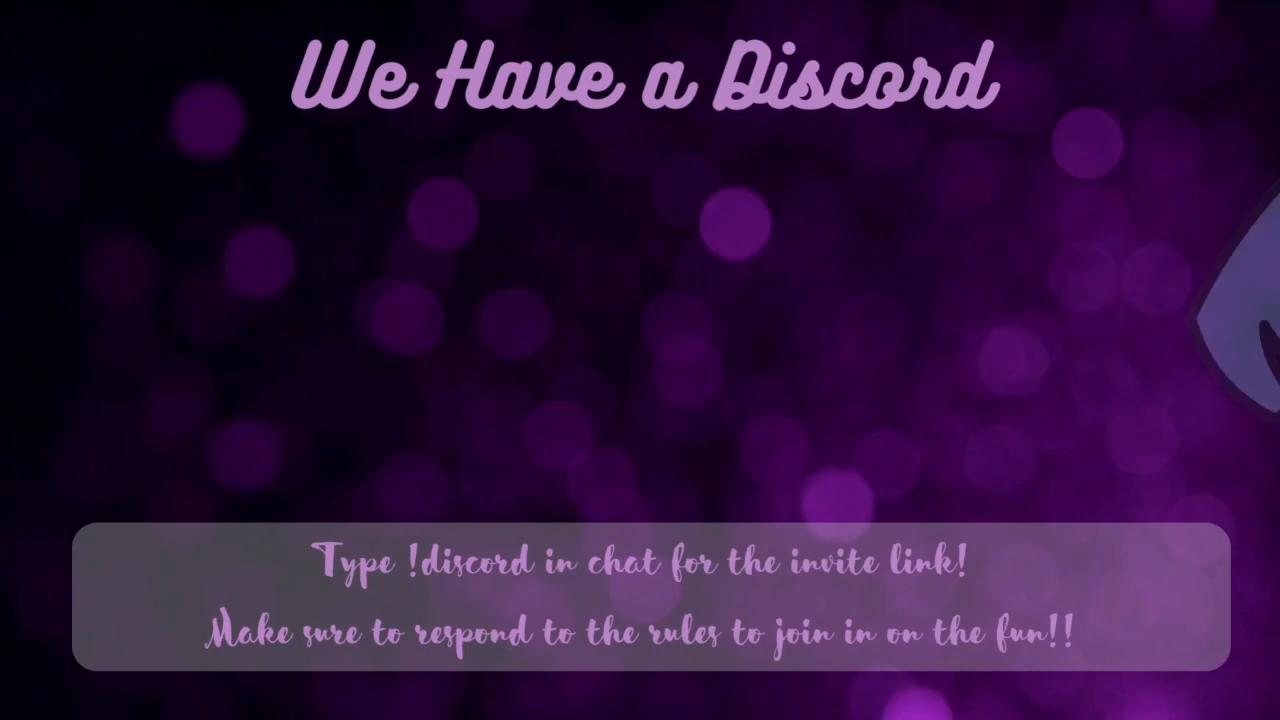 We Have a Discord
Type !discord in chat for the invite link!
Make sure to respond to the rules to join in on the fun!!